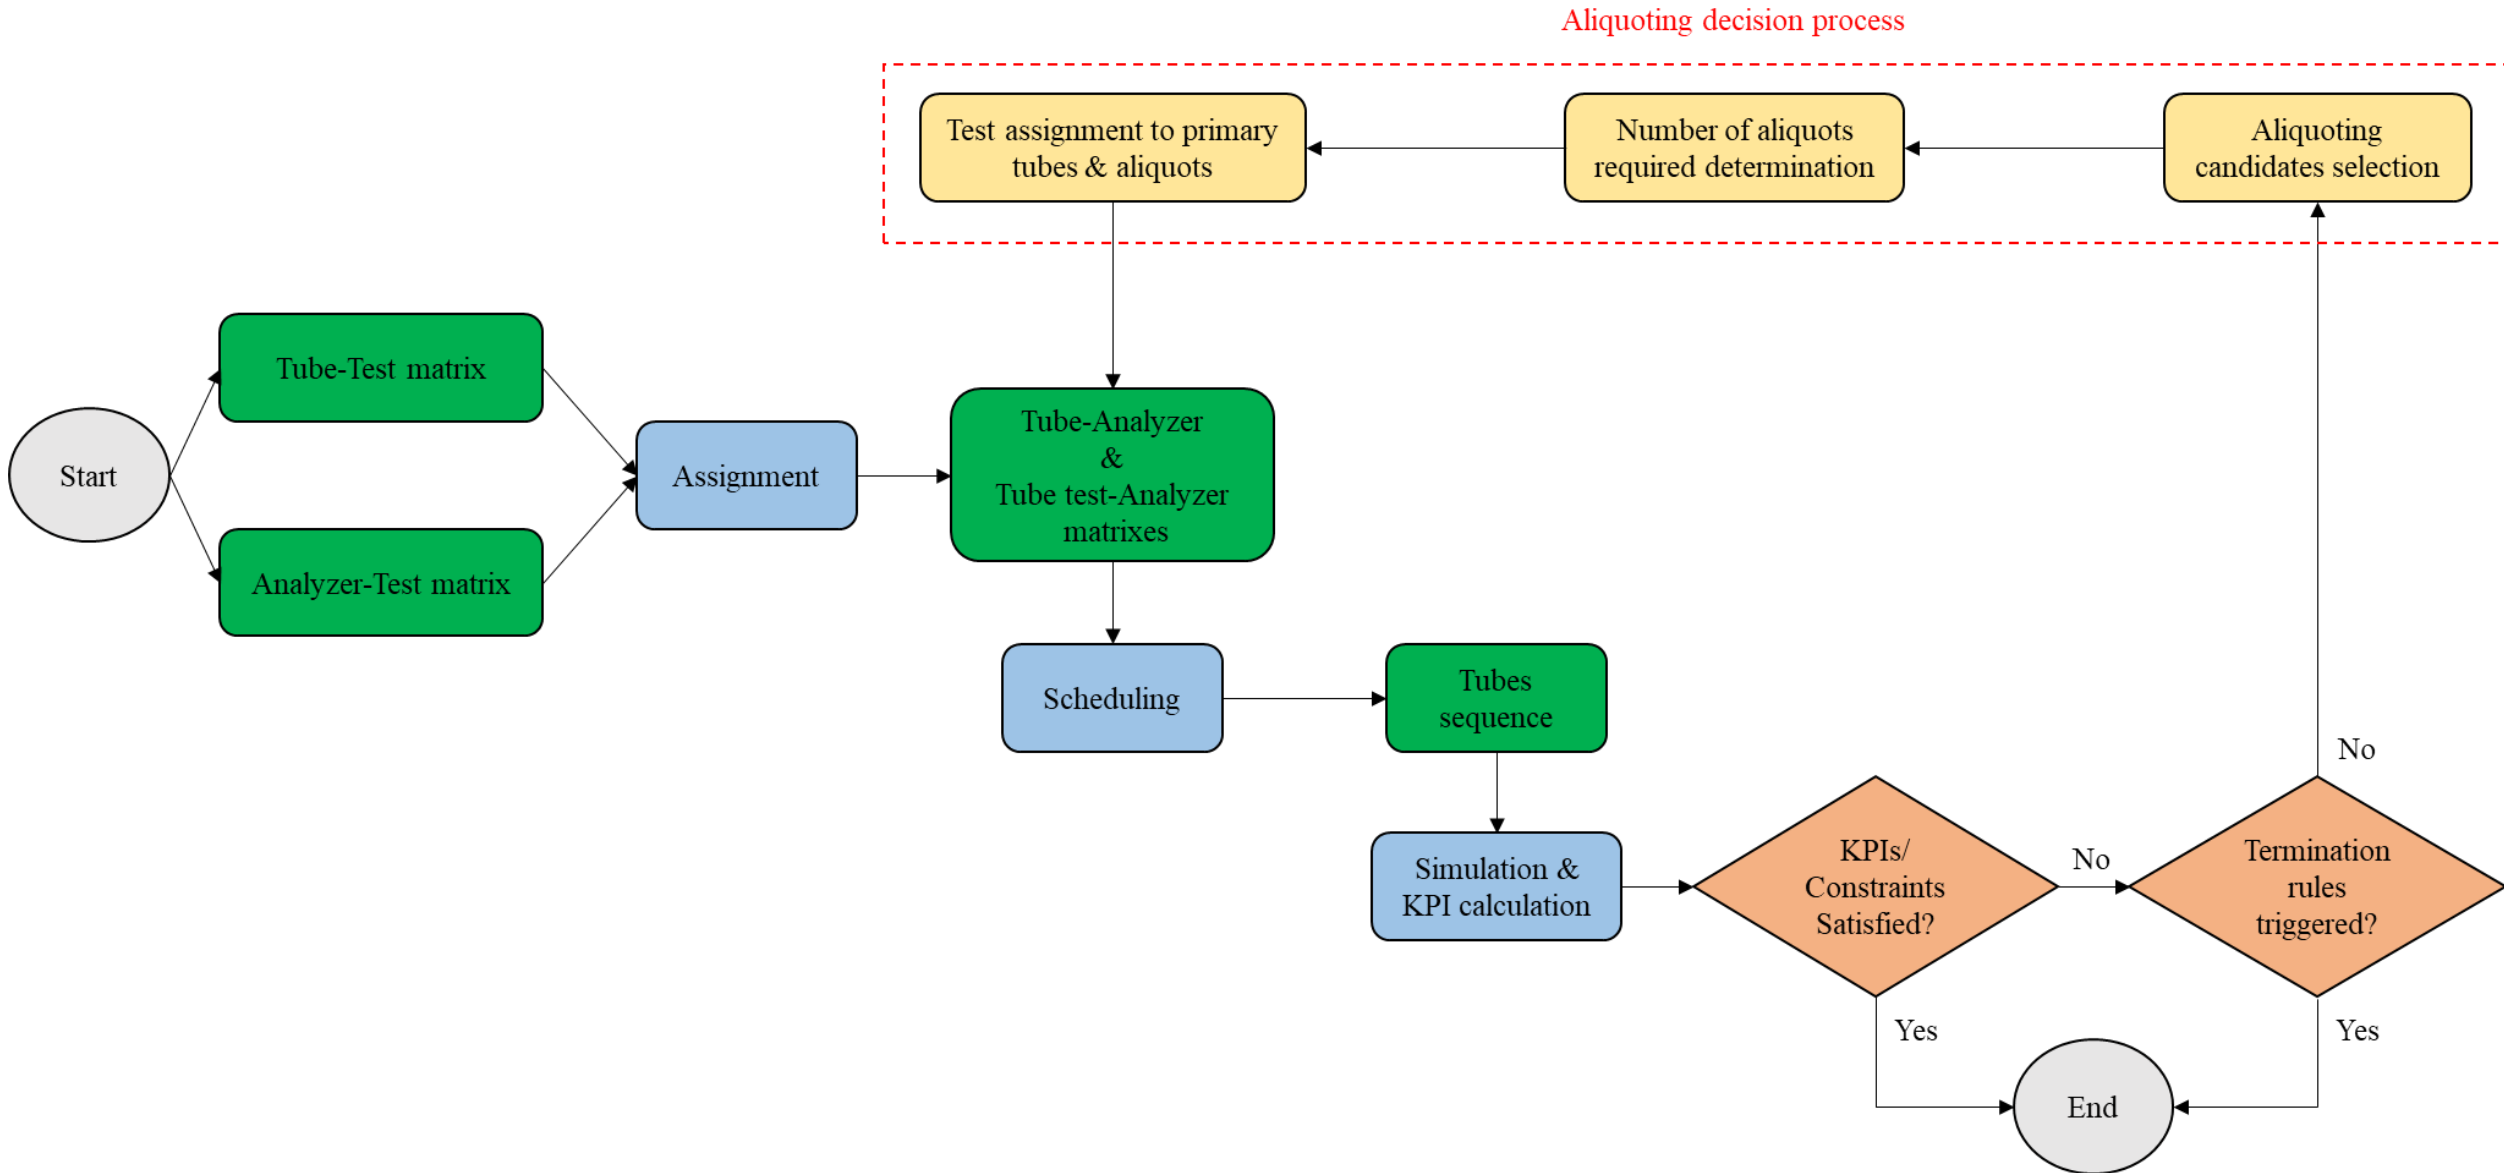 Aliquoting decision process
Test assignment to primary
tubes & aliquots
Number of aliquots
required determination
Aliquoting
candidates selection
Tube-Test matrix
Start
Analyzer-Test matrix
Assignment
Tube-Analyzer
&
Tube test-Analyzer
matrixes
Scheduling
Tubes
sequence
Simulation &
KPI calculation
KPIs/
Constraints
Satisfied?
No
Termination
rules
triggered?
No
Yes
Yes
End